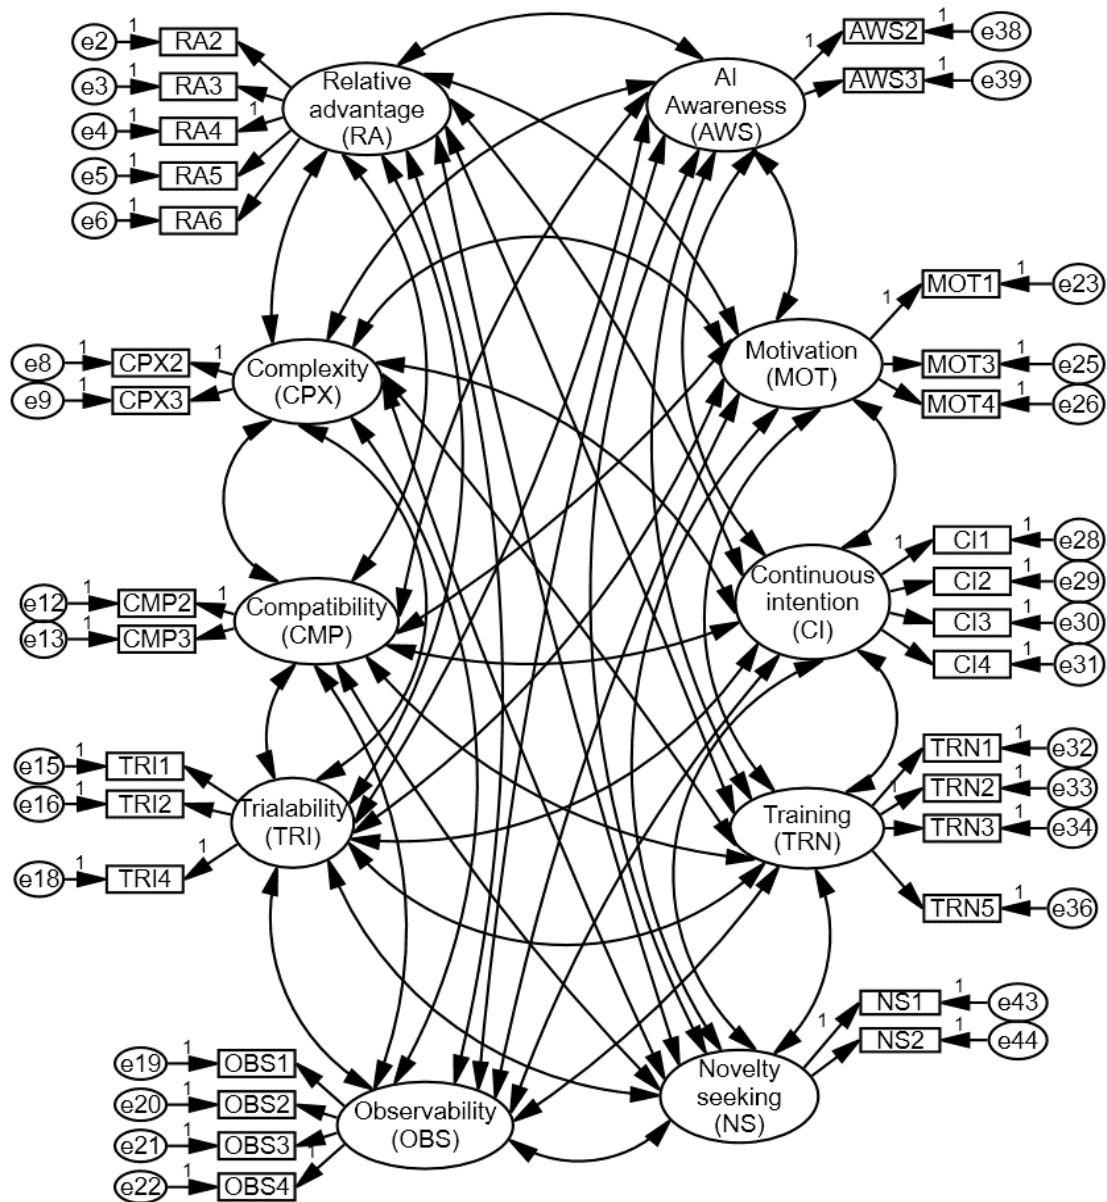 e2 1 RA2
e3 1 RA3
e4 1 RA4 1
e5 1 RA5
e6 1 RA6
Relative
advantage
(RA)
AI
Awareness
(AWS)
1 AWS2 1 e38
AWS3 1 e39
e8 1 CPX2 1
e9 1 CPX3
Complexity
(CPX)
Motivation
(MOT)
1 MOT1 1 e23
MOT3 1 e25
MOT4 1 e26
e12 1 CMP2 1
e13 1 CMP3
Compatibility
(CMP)
Continuous
intention
(CI)
1 CI1 1 e28
CI2 1 e29
CI3 1 e30
CI4 1 e31
e15 1 TRI1
e16 1 TRI2
e18 1 TRI4 1
Trialability
(TRI)
Training
(TRN)
TRN1 1 e32
1 TRN2 1 e33
TRN3 1 e34
TRN5 1 e36
e19 1 OBS1
e20 1 OBS2
e21 1 OBS3
e22 1 OBS4 1
Observability
(OBS)
Novelty
seeking
(NS)
1 NS1 1 e43
NS2 1 e44